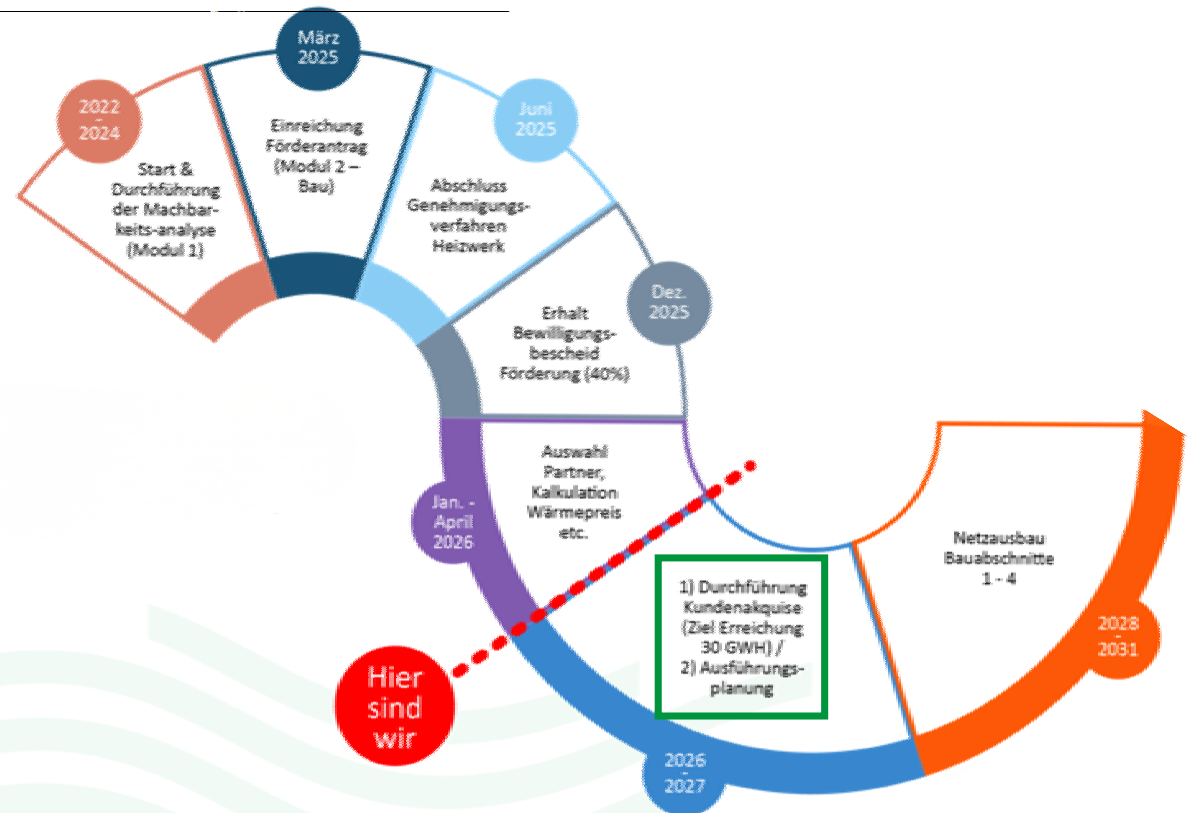 2022
-
2024
Start &
Durchführung
der Machbar-
keits-analyse
(Modul 1)
März
2025
Einreichung
Förderantrag
(Modul 2 –
Bau)
Juni
2025
Abschluss
Genehmigungs-
verfahren
Heizwerk
Dez.
2025
Erhalt
Bewilligungs-
bescheid
Förderung (40%)
Jan. -
April
2026
Auswahl
Partner,
Kalkulation
Wärmepreis
etc.
Hier
sind
wir
1) Durchführung
Kundenakquise
(Ziel Erreichung
30 GWH) /
2) Ausführungs-
planung
2026
-
2027
Netzausbau
Bauabschnitte
1 - 4
2028
-
2031